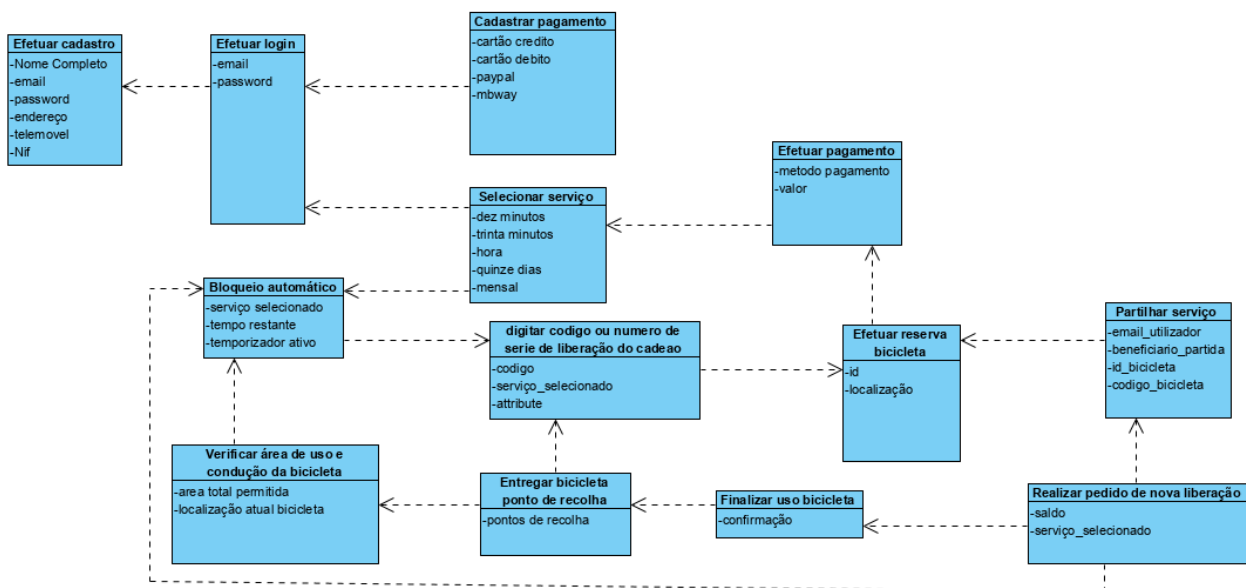 Efetuar cadastro
-Nome Completo
-email
-password
-endereço
-telemovel
-Nif
Efetuar login
-email
-password
Cadastrar pagamento
-cartão credito
-cartão debito
-paypal
-mbway
Efetuar pagamento
-metodo pagamento
-valor
Selecionar serviço
-dez minutos
-trinta minutos
-hora
-quinze dias
-mensal
Bloqueio automático
-serviço selecionado
-tempo restante
-temporizador ativo
digitar codigo ou numero de
serie de liberação do cadeao
-codigo
-serviço_selecionado
-attribute
Efetuar reserva
bicicleta
-id
-localização
Partilhar serviço
-email_utilizador
-beneficiario_partida
-id_bicicleta
-codigo_bicicleta
Verificar área de uso e
condução da bicicleta
-area total permitida
-localização atual bicicleta
Entregar bicicleta
ponto de recolha
-pontos de recolha
Finalizar uso bicicleta
-confirmação
Realizar pedido de nova liberação
-saldo
-serviço_selecionado